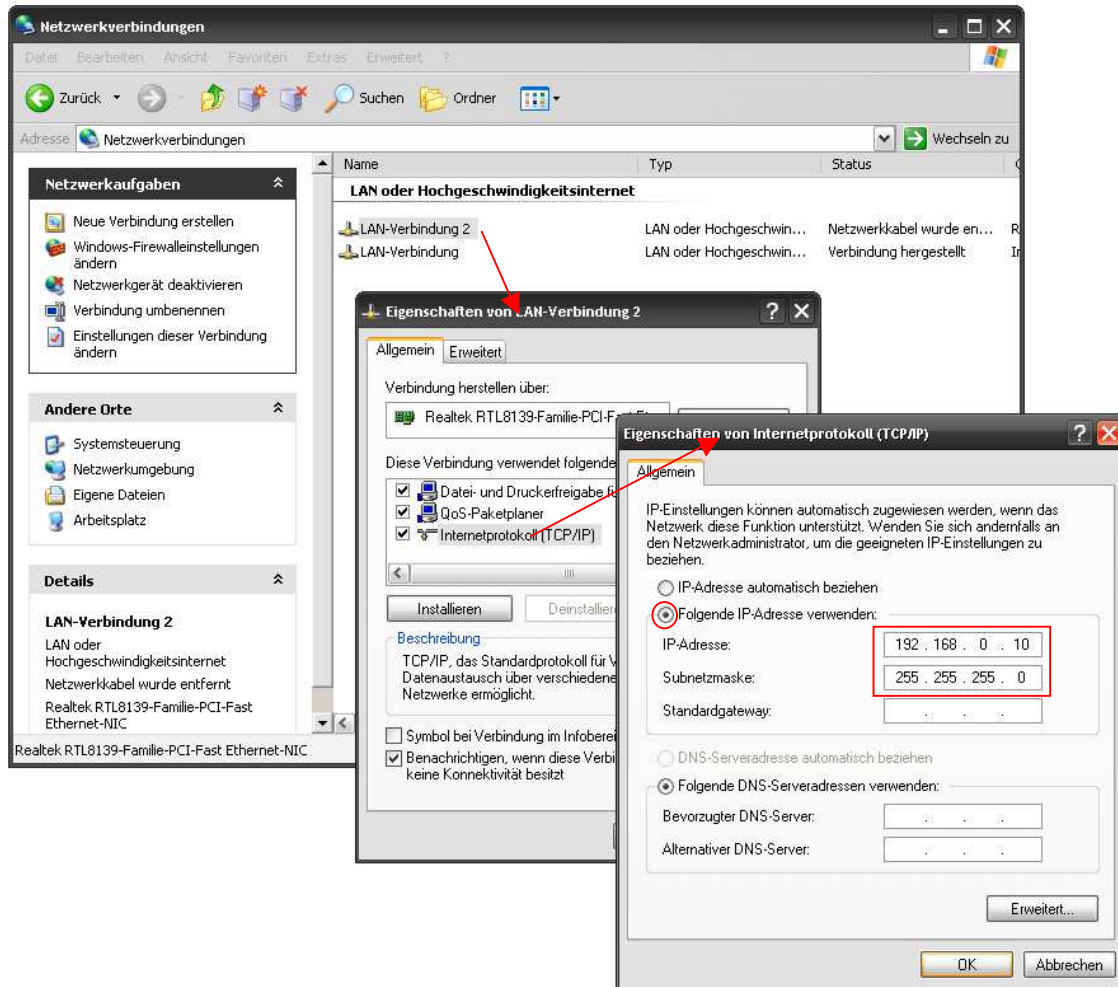 Netzwerkverbindungen
Datei Bearbeiten Ansicht Favoriten Extras Erweitert ?
Zurück Suchen Ordner
Adresse Netzwerkverbindungen Wechseln zu
Netzwerkaufgaben
Neue Verbindung erstellen
Windows-Firewalleinstellungen
ändern
Netzwerkgerät deaktivieren
Verbindung umbenennen
Einstellungen dieser Verbindung
ändern
Andere Orte
Systemsteuerung
Netzwerkumgebung
Eigene Dateien
Arbeitsplatz
Details
LAN-Verbindung 2
LAN oder
Hochgeschwindigkeitsinternet
Netzwerkkabel wurde entfernt
Realtek RTL8139-Familie-PCI-Fast
Ethernet-NIC
Realtek RTL8139-Familie-PCI-Fast Ethernet-NIC
Name Typ Status
LAN oder Hochgeschwindigkeitsinternet
LAN-Verbindung 2 LAN oder Hochgeschwin... Netzwerkkabel wurde en... R
LAN-Verbindung LAN oder Hochgeschwin... Verbindung hergestellt
Eigenschaften von LAN-Verbindung 2
Allgemein Erweitert
Verbindung herstellen über:
Realtek RTL8139-Familie-PCI-Fast
Diese Verbindung verwendet folgende
Datei- und Druckerfreigabe
QoS-Paketplaner
Internetprotokoll (TCP/IP)
Installieren Deinstallier
Beschreibung
TCP/IP, das Standardprotokoll für
Datenaustausch über verschiedene
Netzwerke ermöglicht.
Symbol bei Verbindung im Infoberei
Benachrichtigen, wenn diese Verbi
keine Konnektivität besitzt
Eigenschaften von Internetprotokoll (TCP/IP)
Allgemein
IP-Einstellungen können automatisch zugewiesen werden, wenn das
Netzwerk diese Funktion unterstützt. Wenden Sie sich andernfalls an
den Netzwerkadministrator, um die geeigneten IP-Einstellungen zu
beziehen.
IP-Adresse automatisch beziehen
Folgende IP-Adresse verwenden:
IP-Adresse: 192 . 168 . 0 . 10
Subnetzmaske: 255 . 255 . 255 . 0
Standardgateway: . . .
DNS-Serveradresse automatisch beziehen
Folgende DNS-Serveradressen verwenden:
Bevorzugter DNS-Server: . . .
Alternativer DNS-Server: . . .
Erweitert...
OK Abbrechen